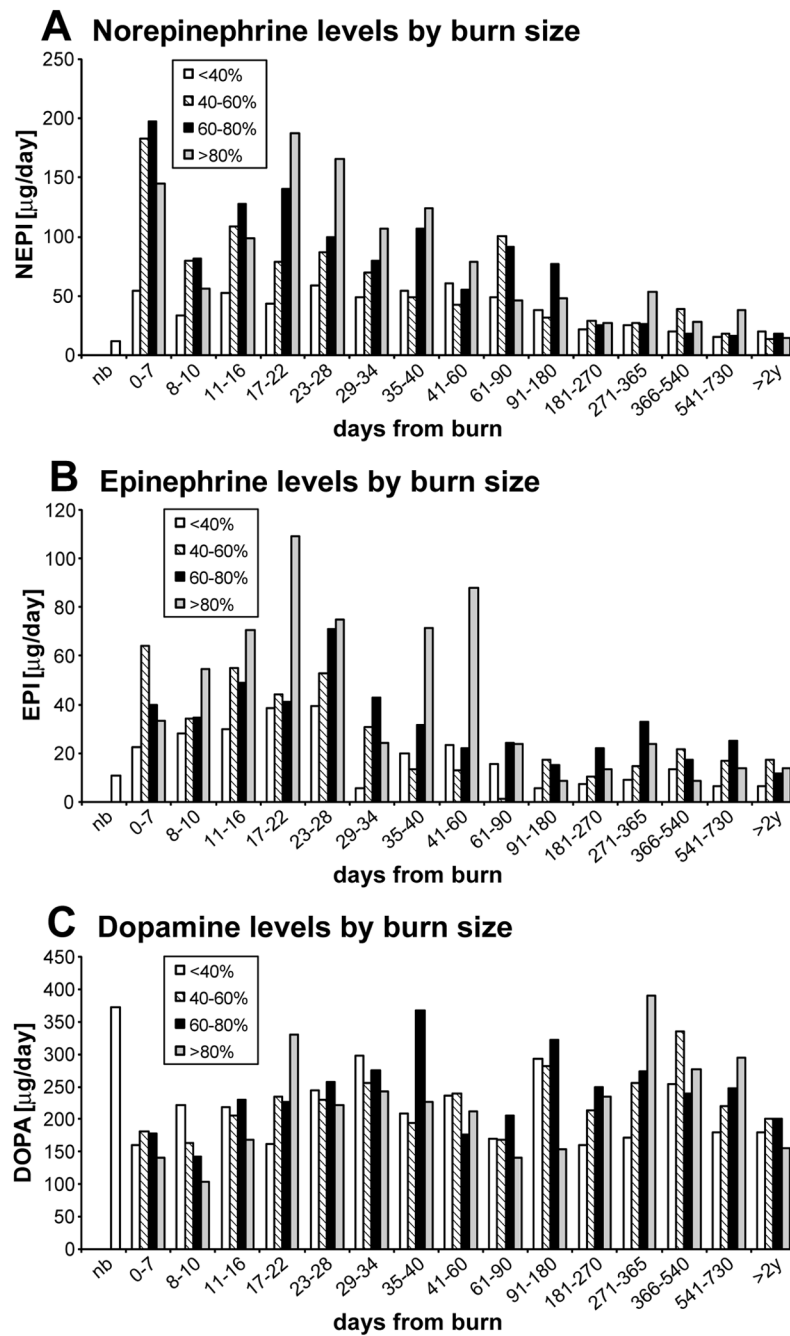 A Norepinephrine levels by burn size
250
200
150
100
50
0
NEPI [µg/day]
<40%
40-60%
60-80%
>80%
nb 0-7 8-10 11-16 17-22 23-28 29-34 35-40 41-60 61-90 91-180 181-270 271-365 366-540 541-730 >2y
days from burn
B Epinephrine levels by burn size
120
100
80
60
40
20
0
EPI [µg/day]
<40%
40-60%
60-80%
>80%
nb 0-7 8-10 11-16 17-22 23-28 29-34 35-40 41-60 61-90 91-180 181-270 271-365 366-540 541-730 >2y
days from burn
C Dopamine levels by burn size
450
400
350
300
250
200
150
100
50
0
DOPA [µg/day]
<40%
40-60%
60-80%
>80%
nb 0-7 8-10 11-16 17-22 23-28 29-34 35-40 41-60 61-90 91-180 181-270 271-365 366-540 541-730 >2y
days from burn